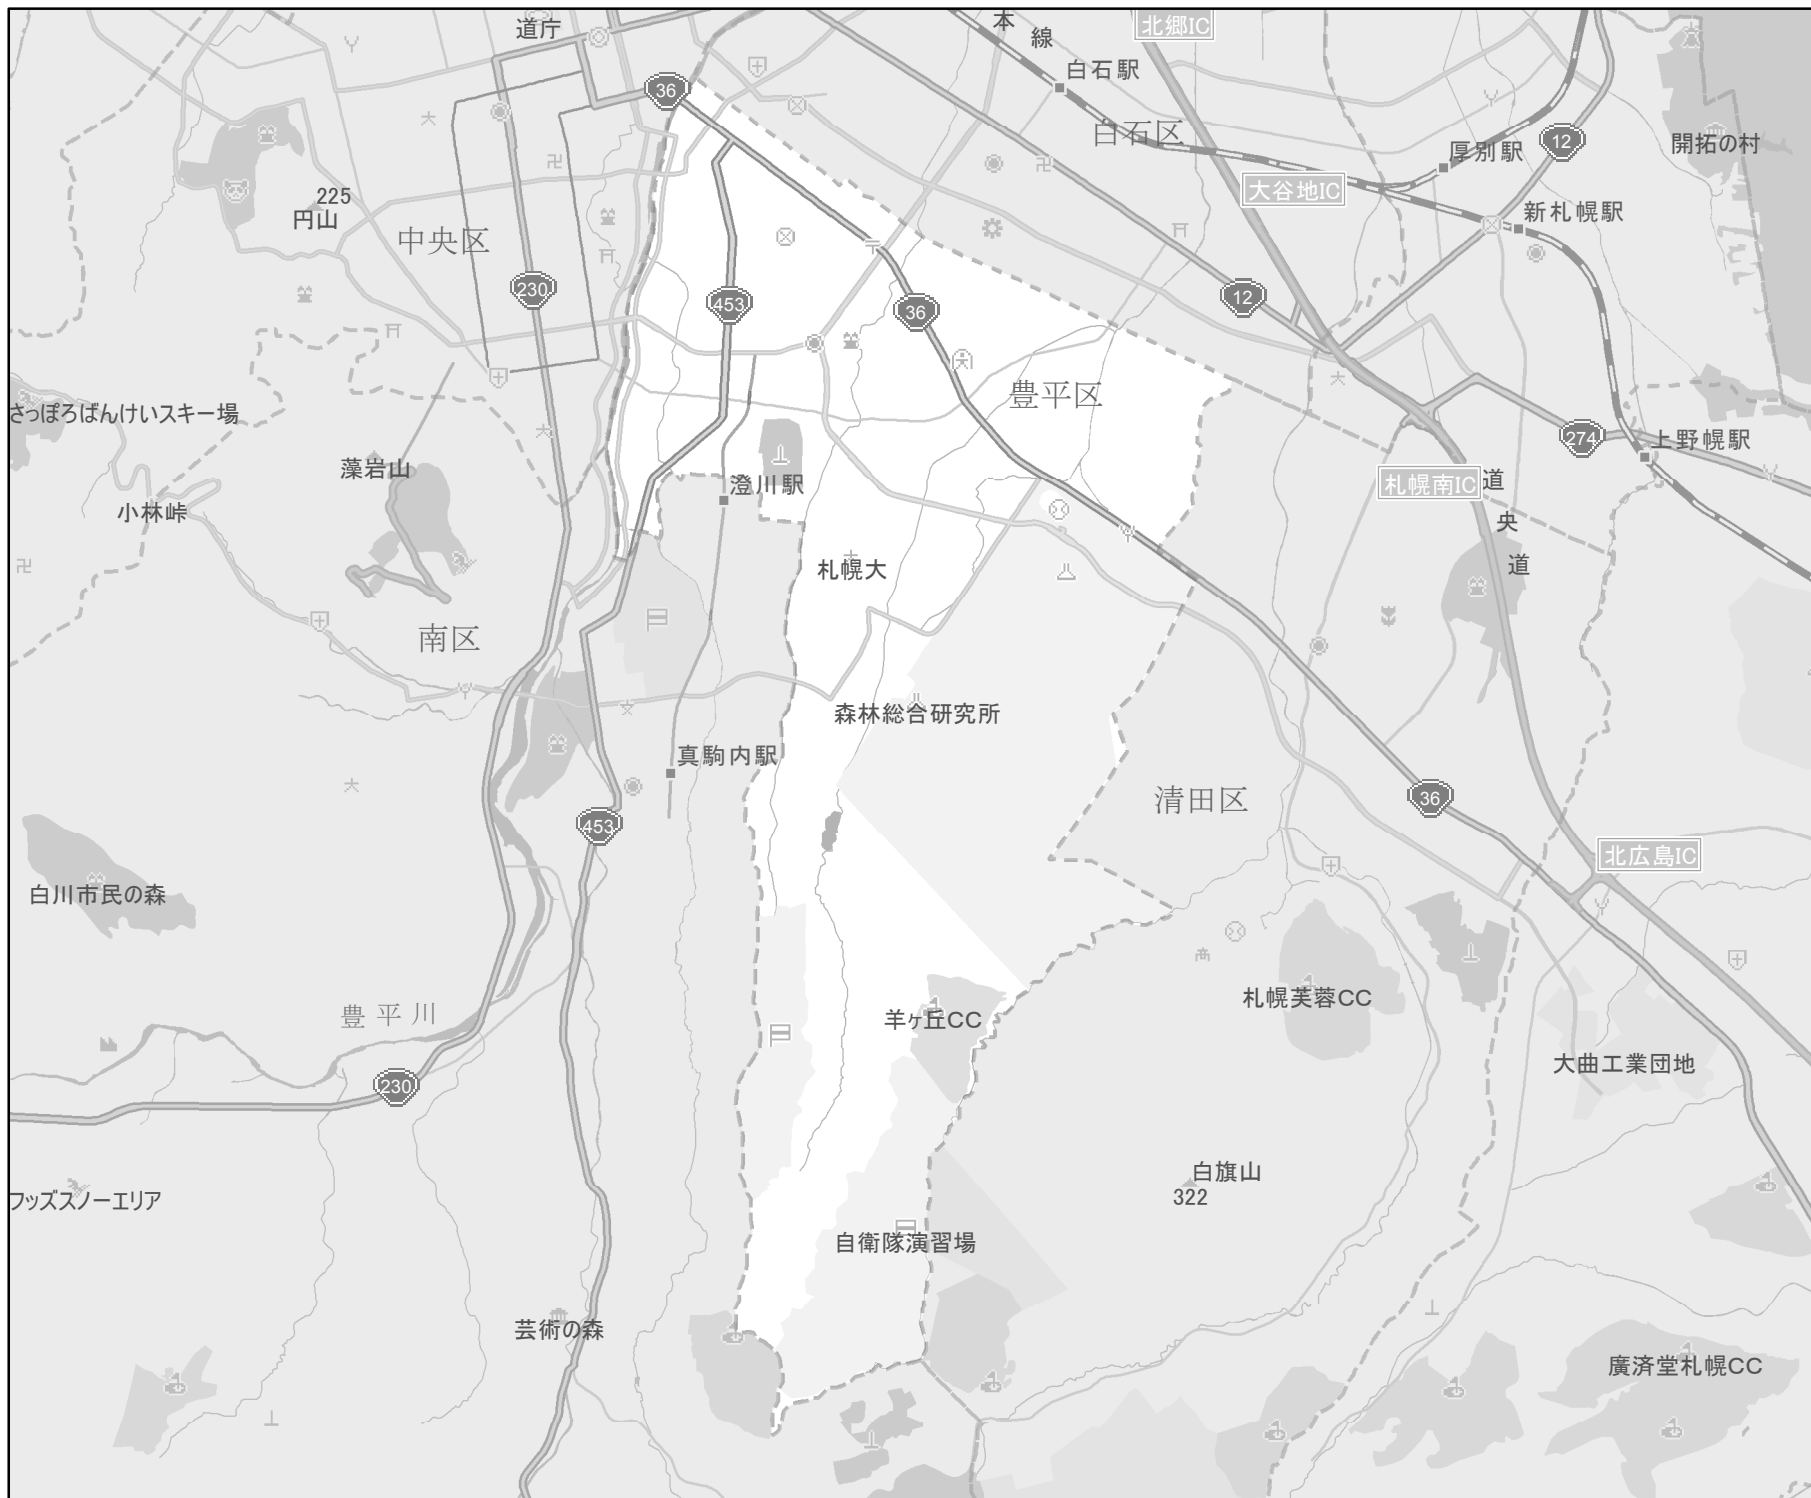 道庁
本
線
北郷IC
白石駅
36
白石区
12
厚別駅
開拓の村
大谷地IC
225
円山
新札幌駅
中央区
230
453
36
12
豊平区
さっぽろばんけいスキー場
274
上野幌駅
藻岩山
澄川駅
札幌南IC
道
央
道
小林峠
札幌大
南区
森林総合研究所
真駒内駅
清田区
36
453
北広島IC
白川市民の森
札幌芙蓉CC
豊平川
羊ヶ丘CC
大曲工業団地
230
白旗山
322
フッズスノーエリア
自衛隊演習場
芸術の森
廣済堂札幌CC